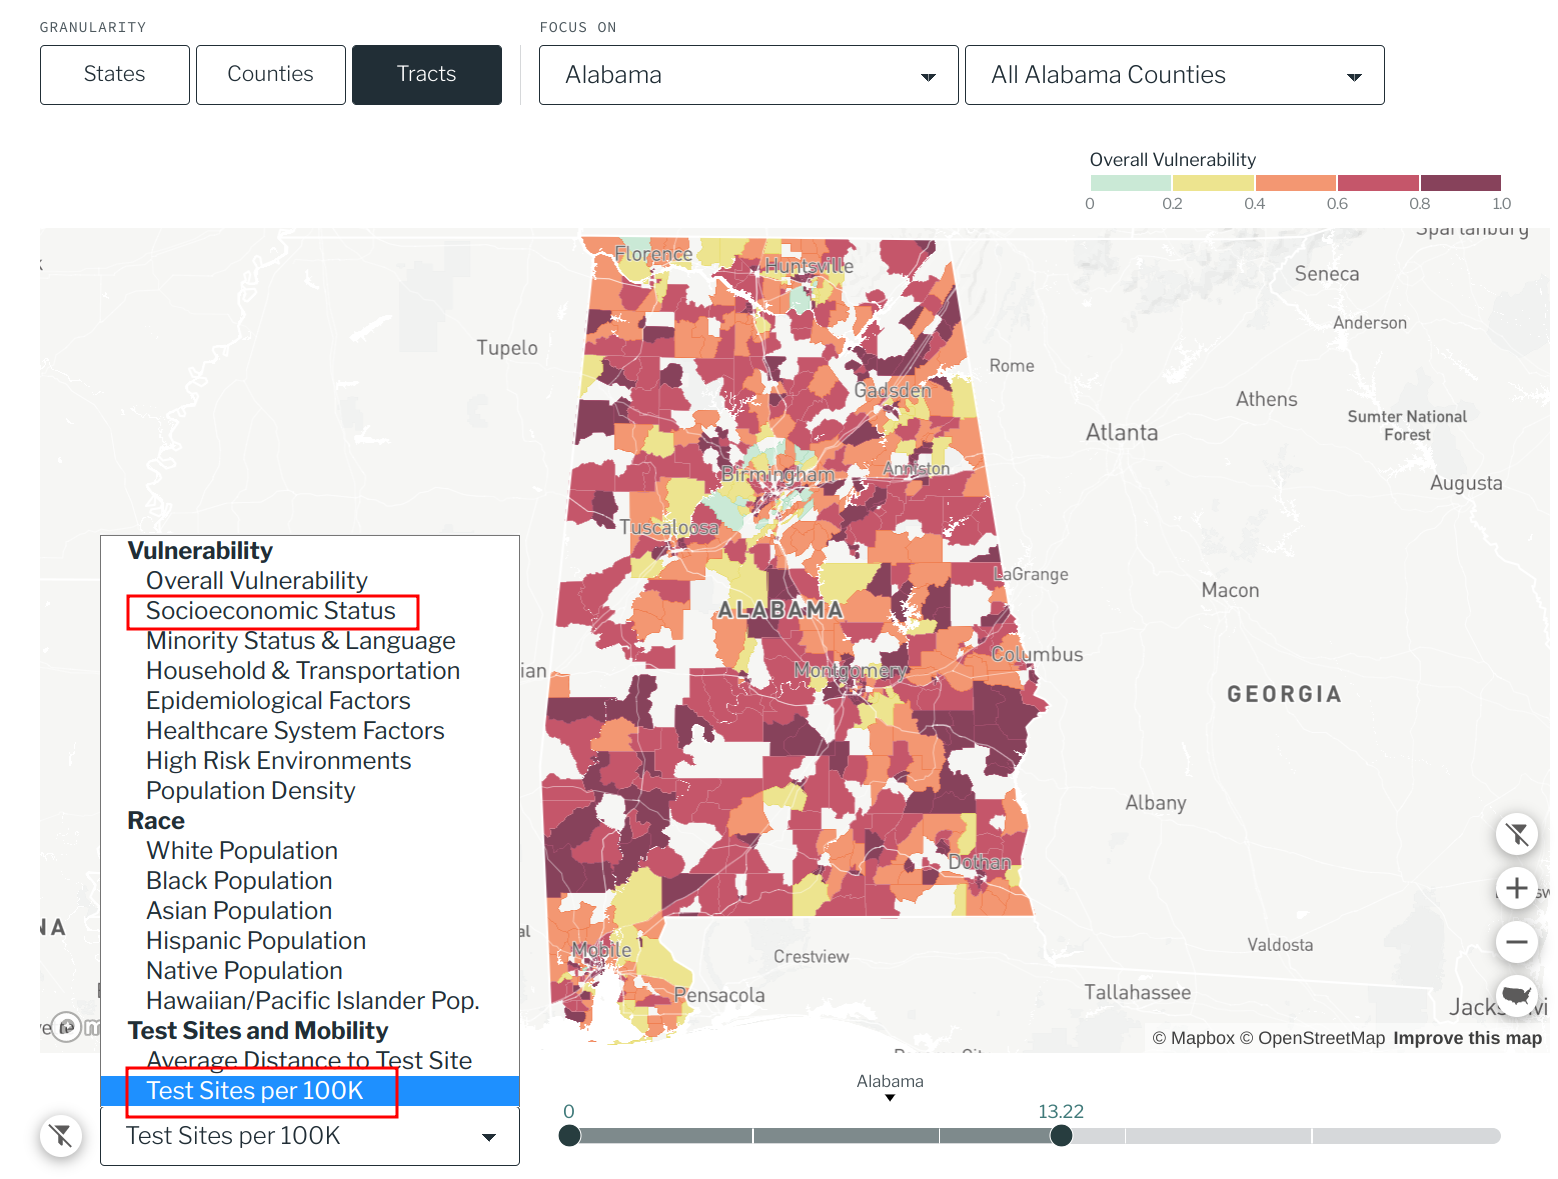 GRANULARITY
FOCUS ON
States
Counties
Tracts
Alabama
All Alabama Counties
Overall Vulnerability
0
0.2
0.4
0.6
0.8
1.0
Spartanburg
Florence
Huntsville
Seneca
Anderson
Tupelo
Rome
Gadsden
Athens
Atlanta
Sumter National
Forest
Birmingham
Anniston
Augusta
Tuscaloosa
LaGrange
Macon
ALABAMA
Columbus
Montgomery
ian
GEORGIA
Albany
Dothan
NA
al
Mobile
Crestview
Valdosta
Pensacola
Tallahassee
© Mapbox © OpenStreetMap Improve this map
Vulnerability
Overall Vulnerability
Socioeconomic Status
Minority Status & Language
Household & Transportation
Epidemiological Factors
Healthcare System Factors
High Risk Environments
Population Density
Race
White Population
Black Population
Asian Population
Hispanic Population
Native Population
Hawaiian/Pacific Islander Pop.
Test Sites and Mobility
Average Distance to Test Site
Test Sites per 100K
Test Sites per 100K
Alabama
0
13.22